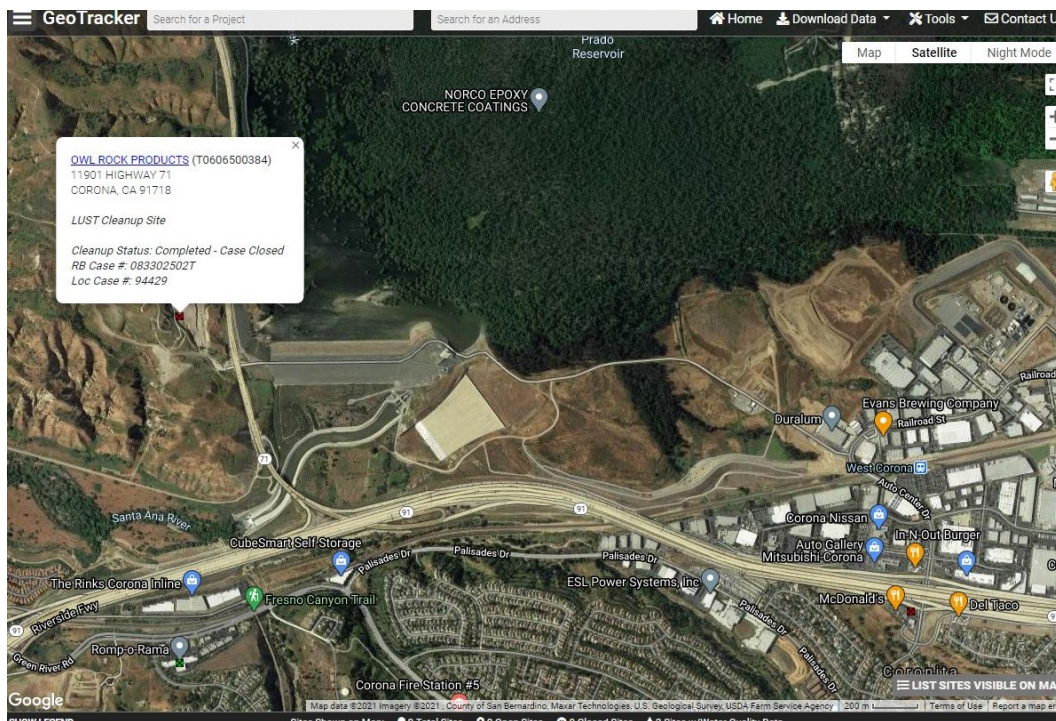 GeoTracker
Search for a Project
Search for an Address
Home
Download Data
Tools
Contact U
Prado
Reservoir
Map
Satellite
Night Mode
NORCO EPOXY
CONCRETE COATINGS
OWL ROCK PRODUCTS (T0606500384)
11901 HIGHWAY 71
CORONA, CA 91718
LUST Cleanup Site
Cleanup Status: Completed - Case Closed
RB Case #: 083302502T
Loc Case #: 94429
Railroad
Evans Brewing Company
Duralum
Railroad St
71
West Corona
Auto Center Dr
91
91
Santa Ana River
Corona Nissan
In-N-Out Burger
CubeSmart Self Storage
Auto Gallery
Mitsubishi-Corona
Palisades Dr
Palisades Dr
Palisades Dr
The Rinks Corona Inline
ESL Power Systems, Inc
Fresno Canyon Trail
McDonald's
Del Taco
Riverside Fwy
91
Palisades Dr
Green River Rd
Romp-o-Rama
Palisades Dr
Coronita
Corona Fire Station #5
LIST SITES VISIBLE ON MA
Google
Map data ©2021 Imagery ©2021 , County of San Bernardino, Maxar Technologies, U.S. Geological Survey, USDA Farm Service Agency
200 m
Terms of Use
Report a map e